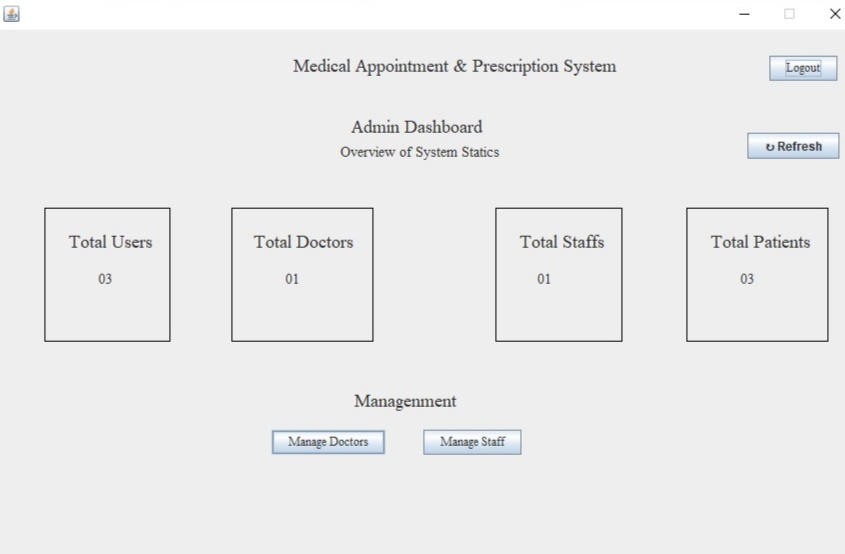 Medical Appointment & Prescription System
Logout
Admin Dashboard
Overview of System Statics
↻ Refresh
Total Users
03
Total Doctors
01
Total Staffs
01
Total Patients
03
Managenment
Manage Doctors
Manage Staff